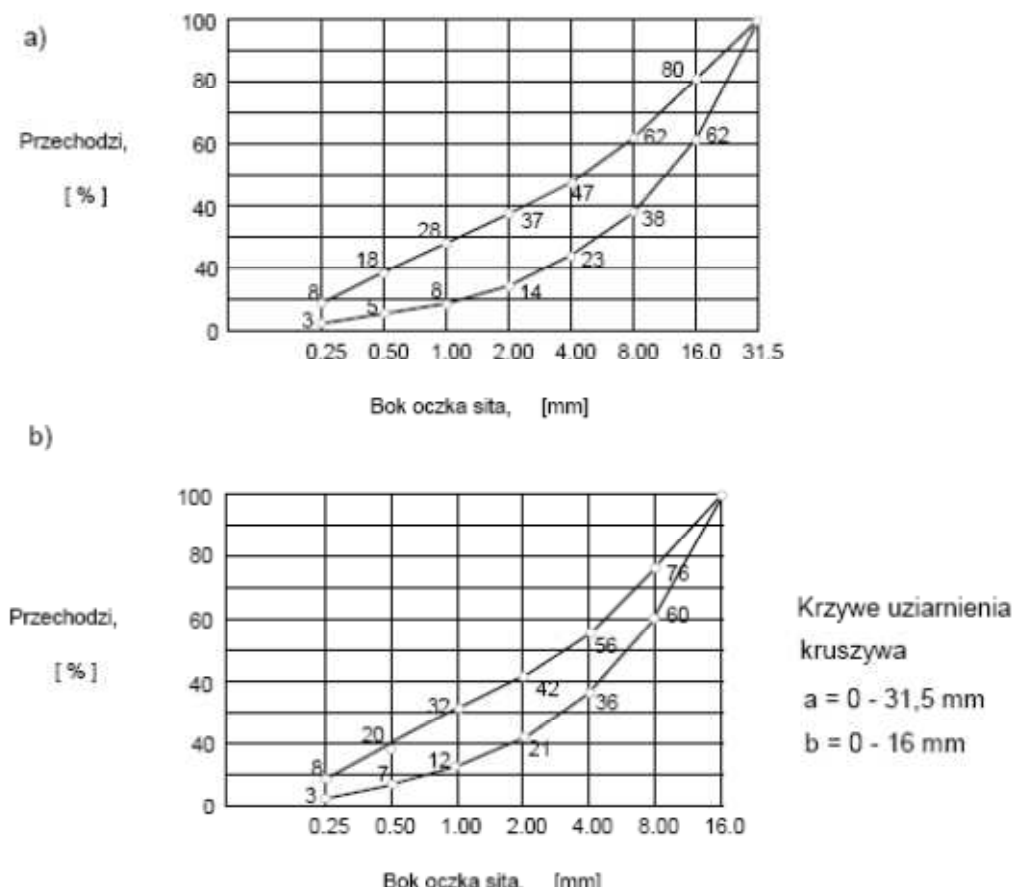 a)
Przechodzi,
[ % ]
100
80
60
40
40
0
8
18
28
37
47
62
80
3
5
8
14
23
38
62
0.25 0.50 1.00 2.00 4.00 8.00 16.0 31.5
Bok oczka sita, [mm]
b)
Przechodzi,
[ % ]
100
80
60
40
40
0
8
20
32
42
56
76
3
7
12
21
36
60
0.25 0.50 1.00 2.00 4.00 8.00 16.0
Bok oczka sita, [mm]
Krzywe uziarnienia
kruszywa
a = 0 - 31,5 mm
b = 0 - 16 mm